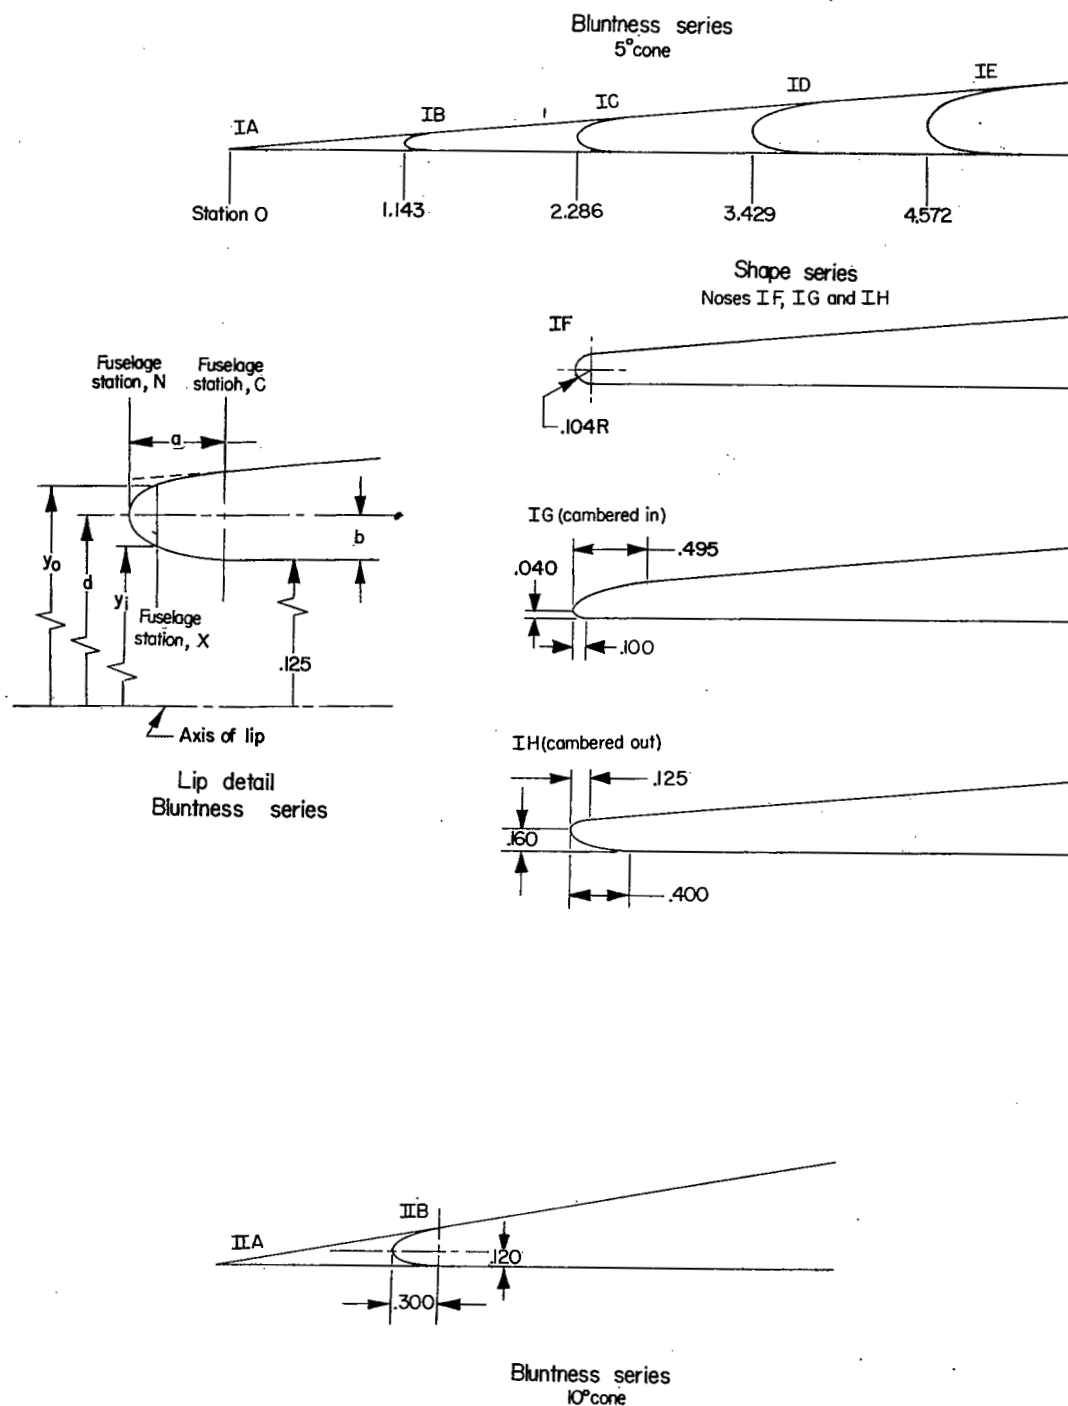 Bluntness series
5° cone
IA
IB
IC
ID
IE
Station 0
1.143
2.286
3.429
4.572
Shape series
Noses IF, IG and IH
IF
.104R
Fuselage
station, N
Fuselage
station, C
a
b
yo
d
yi
Fuselage
station, X
.125
Axis of lip
Lip detail
Bluntness series
IG (cambered in)
.495
.040
.100
IH (cambered out)
.125
.160
.400
IIA
IIB
.120
.300
Bluntness series
10° cone